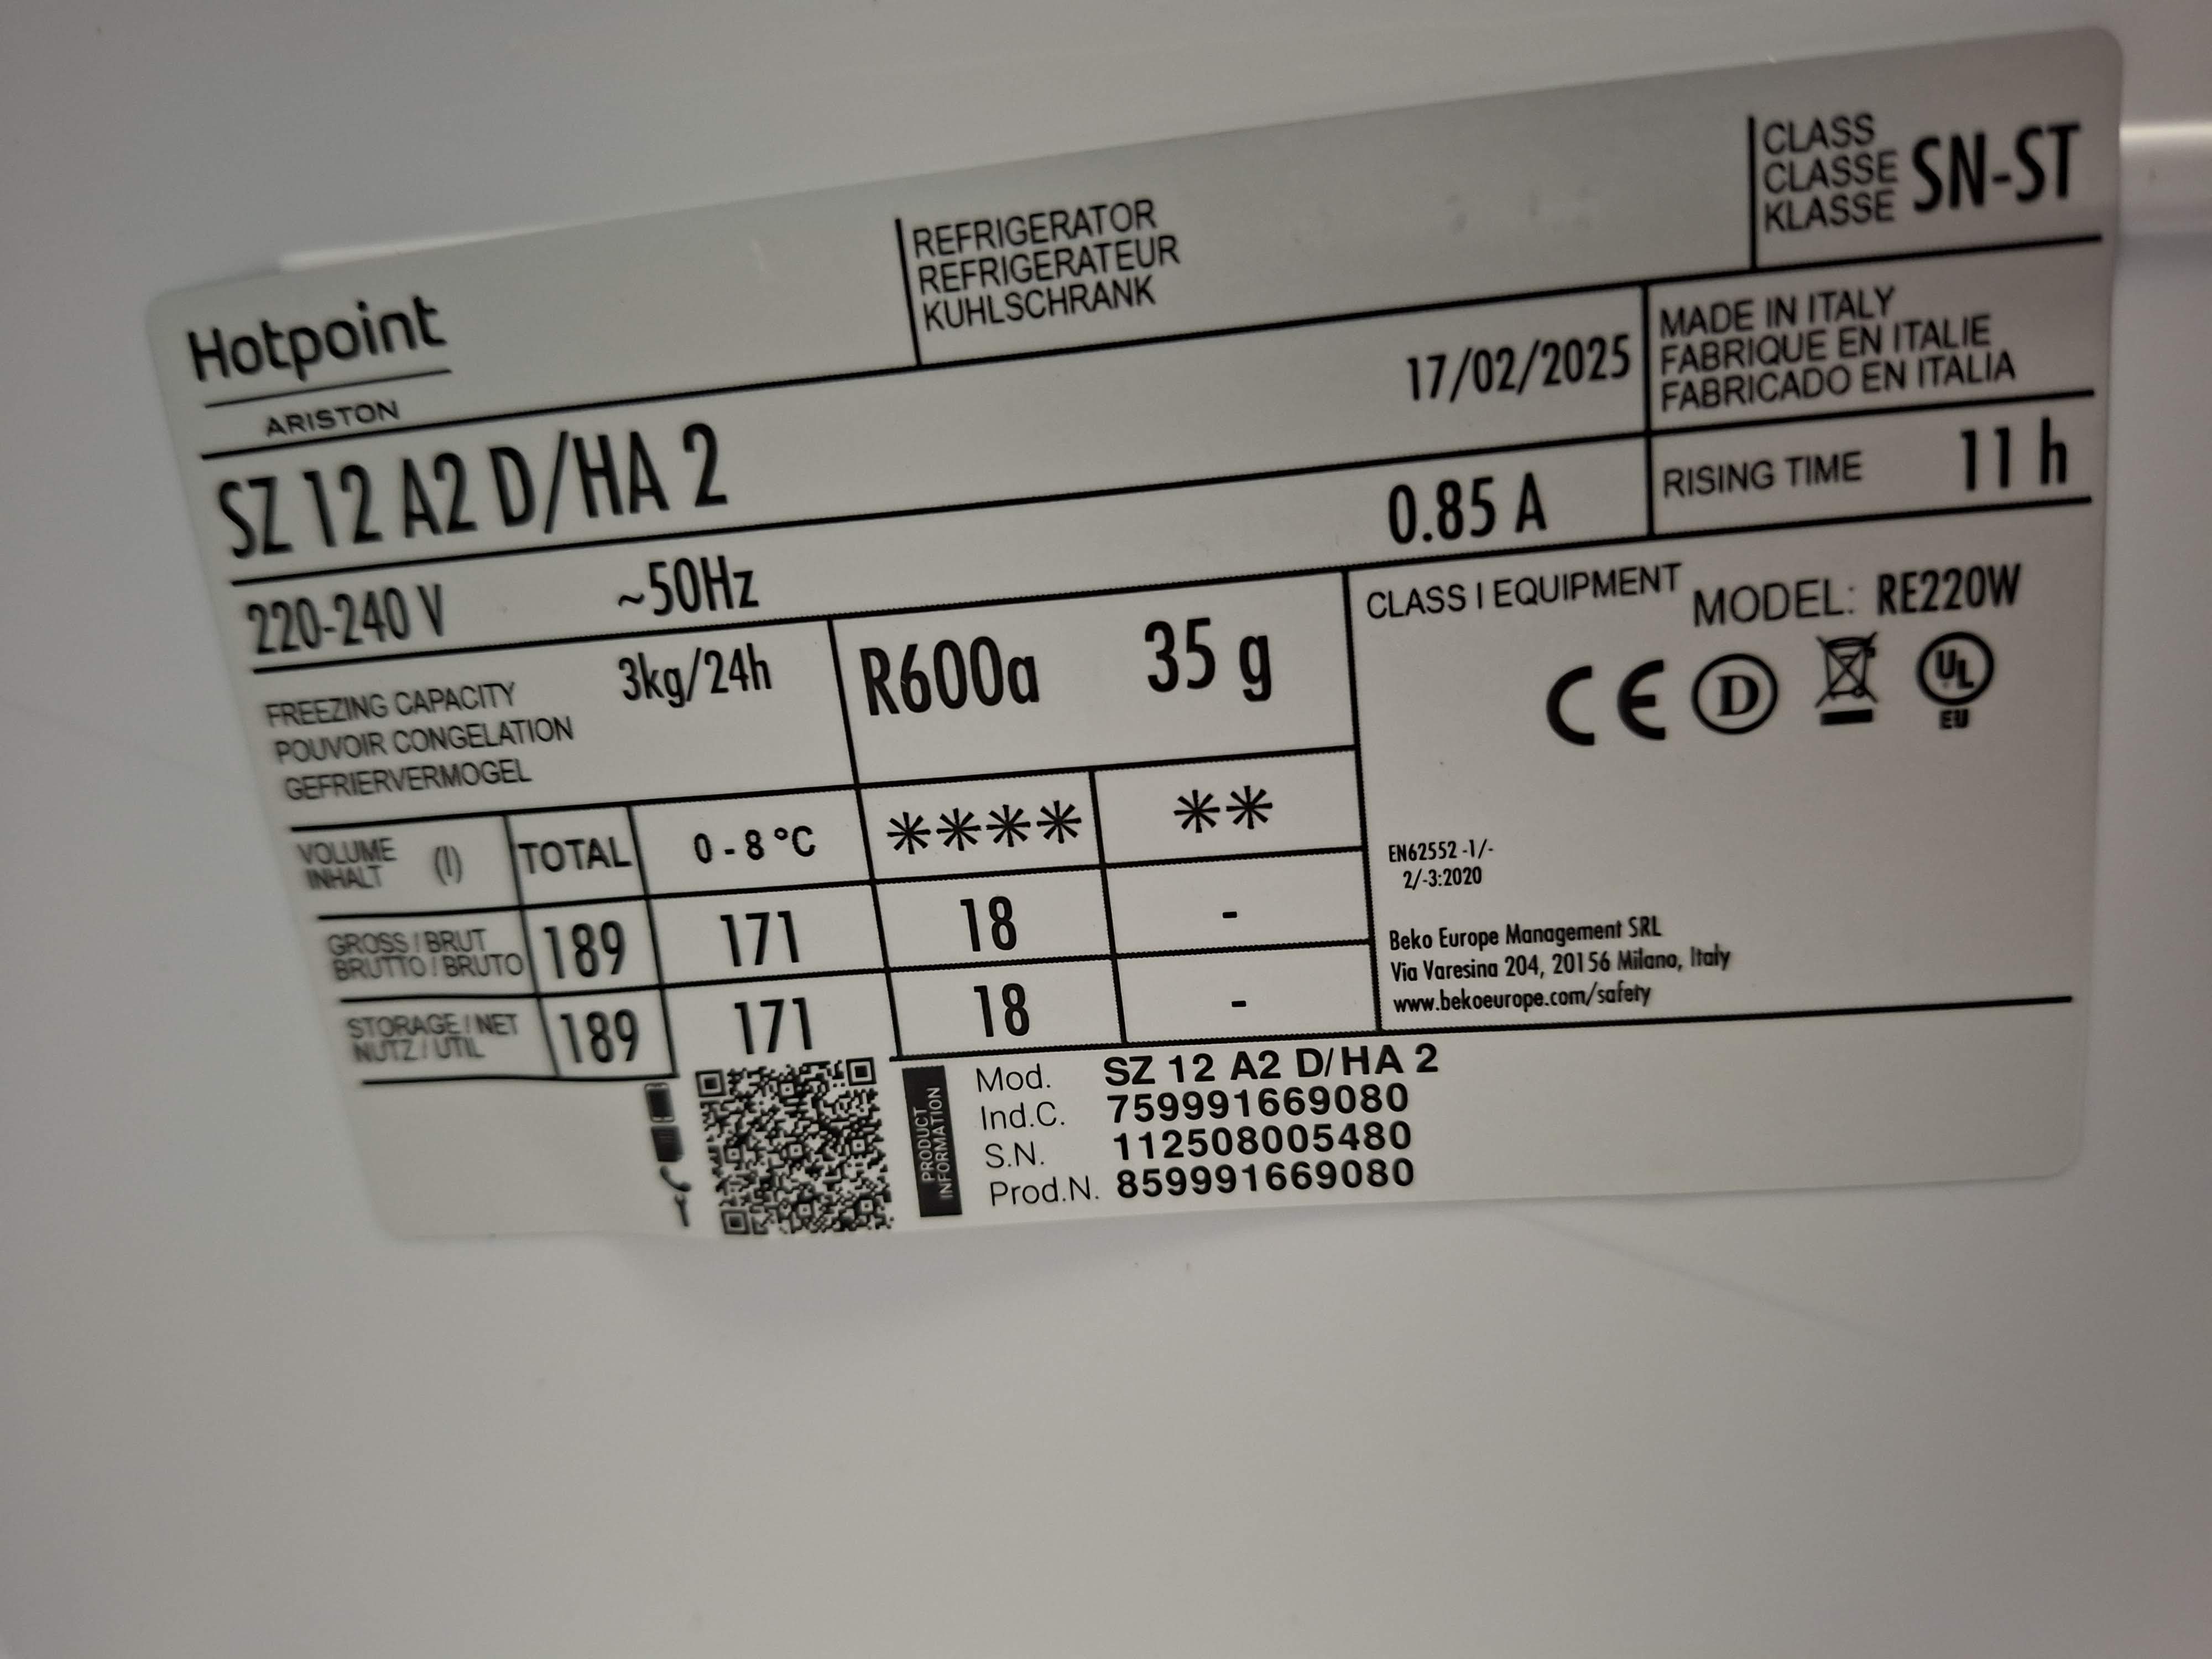 Hotpoint
ARISTON
REFRIGERATOR
REFRIGERATEUR
KUHLSCHRANK
CLASS
CLASSE
KLASSE
SN-ST
SZ 12 A2 D/HA 2
17/02/2025
MADE IN ITALY
FABRIQUE EN ITALIE
FABRICADO EN ITALIA
220-240 V ~50Hz 0.85 A
RISING TIME 11 h
FREEZING CAPACITY
POUVOIR CONGELATION
GEFRIERVERMOGEL
3kg/24h
R600a 35 g
CLASS I EQUIPMENT
MODEL: RE220W
CE D UL
EU
VOLUME
INHALT
(l) TOTAL 0 - 8 °C **** **
GROSS / BRUT
BRUTTO / BRUTO
189 171 18 -
STORAGE / NET
NUTZ / UTIL
189 171 18 -
EN62552 -1/-
2/-3:2020
Beko Europe Management SRL
Via Varesina 204, 20156 Milano, Italy
www.bekoeurope.com/safety
PRODUCT
INFORMATION
Mod. SZ 12 A2 D/HA 2
Ind.C. 759991669080
S.N. 112508005480
Prod.N. 859991669080